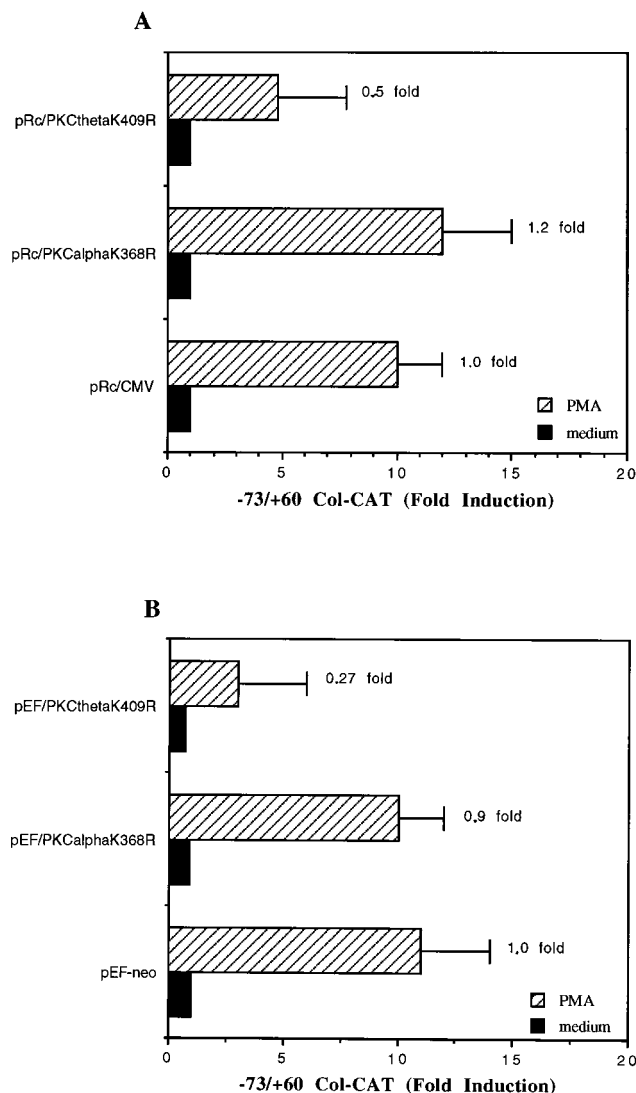 A
pRc/PKCthetaK409R
0.5 fold
pRc/PKCalphaK368R
1.2 fold
pRc/CMV
1.0 fold
PMA
medium
0 5 10 15 20
-73/+60 Col-CAT (Fold Induction)
B
pEF/PKCthetaK409R
0.27 fold
pEF/PKCalphaK368R
0.9 fold
pEF-neo
1.0 fold
PMA
medium
0 5 10 15 20
-73/+60 Col-CAT (Fold Induction)